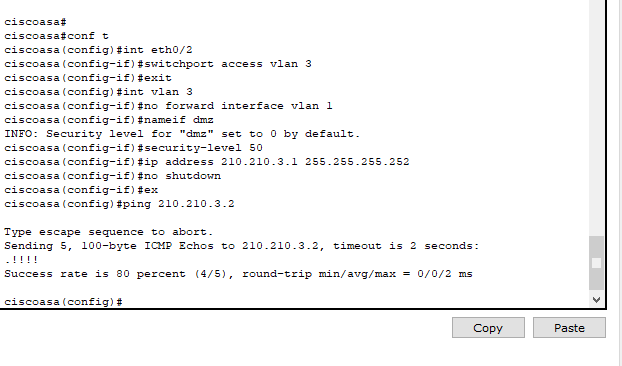 ciscoasa#
ciscoasa#conf t
ciscoasa(config)#int eth0/2
ciscoasa(config-if)#switchport access vlan 3
ciscoasa(config-if)#exit
ciscoasa(config)#int vlan 3
ciscoasa(config-if)#no forward interface vlan 1
ciscoasa(config-if)#nameif dmz
INFO: Security level for "dmz" set to 0 by default.
ciscoasa(config-if)#security-level 50
ciscoasa(config-if)#ip address 210.210.3.1 255.255.255.252
ciscoasa(config-if)#no shutdown
ciscoasa(config-if)#ex
ciscoasa(config)#ping 210.210.3.2
Type escape sequence to abort.
Sending 5, 100-byte ICMP Echos to 210.210.3.2, timeout is 2 seconds:
.!!!!
Success rate is 80 percent (4/5), round-trip min/avg/max = 0/0/2 ms
ciscoasa(config)#
Copy Paste